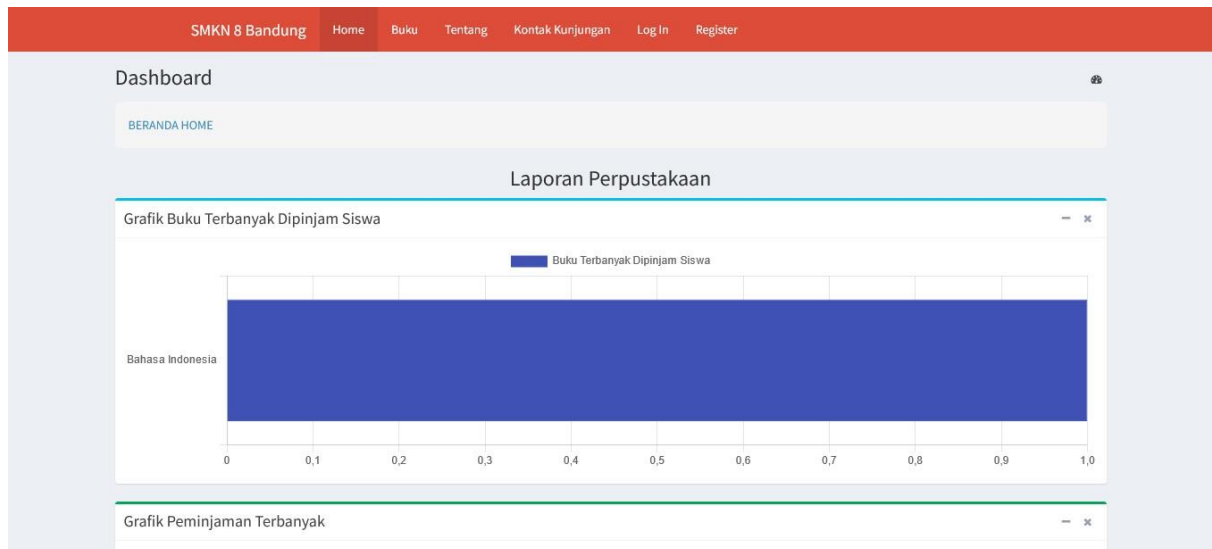 SMKN 8 Bandung Home Buku Tentang Kontak Kunjungan Log In Register
Dashboard
BERANDA HOME
Laporan Perpustakaan
Grafik Buku Terbanyak Dipinjam Siswa
Buku Terbanyak Dipinjam Siswa
Bahasa Indonesia
0 0,1 0,2 0,3 0,4 0,5 0,6 0,7 0,8 0,9 1,0
Grafik Peminjaman Terbanyak